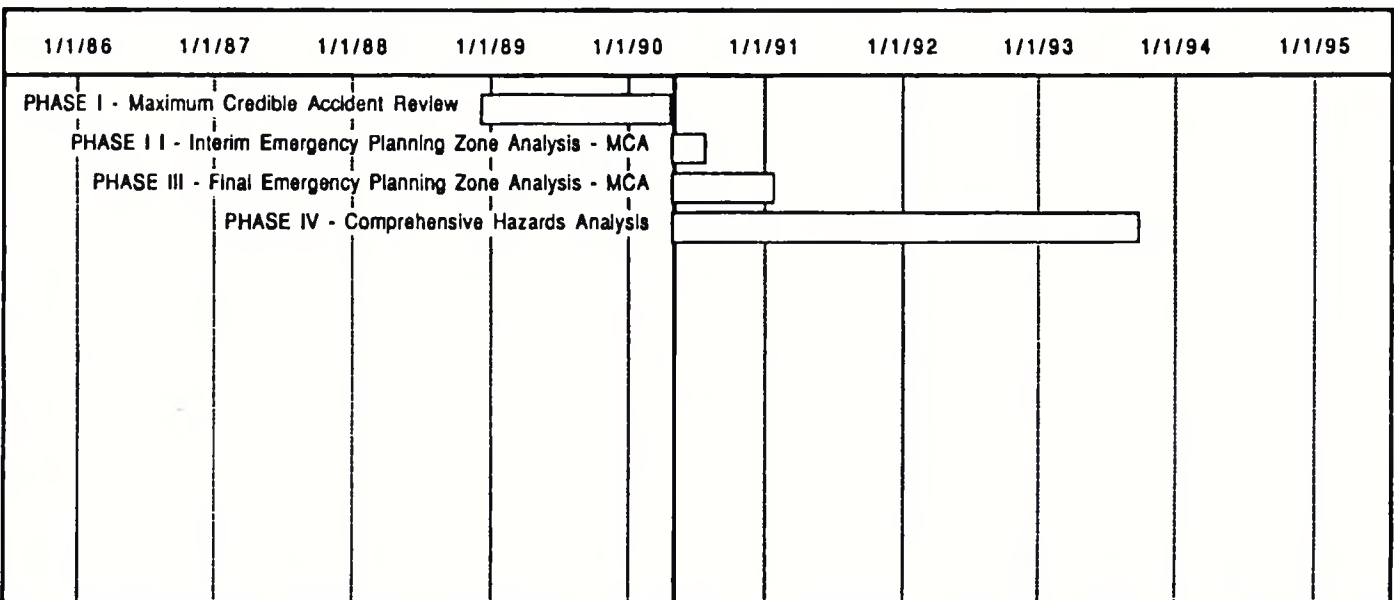 1/1/86 1/1/87 1/1/88 1/1/89 1/1/90 1/1/91 1/1/92 1/1/93 1/1/94 1/1/95
PHASE I - Maximum Credible Accident Review
PHASE I I - Interim Emergency Planning Zone Analysis - MCA
PHASE III - Final Emergency Planning Zone Analysis - MCA
PHASE IV - Comprehensive Hazards Analysis